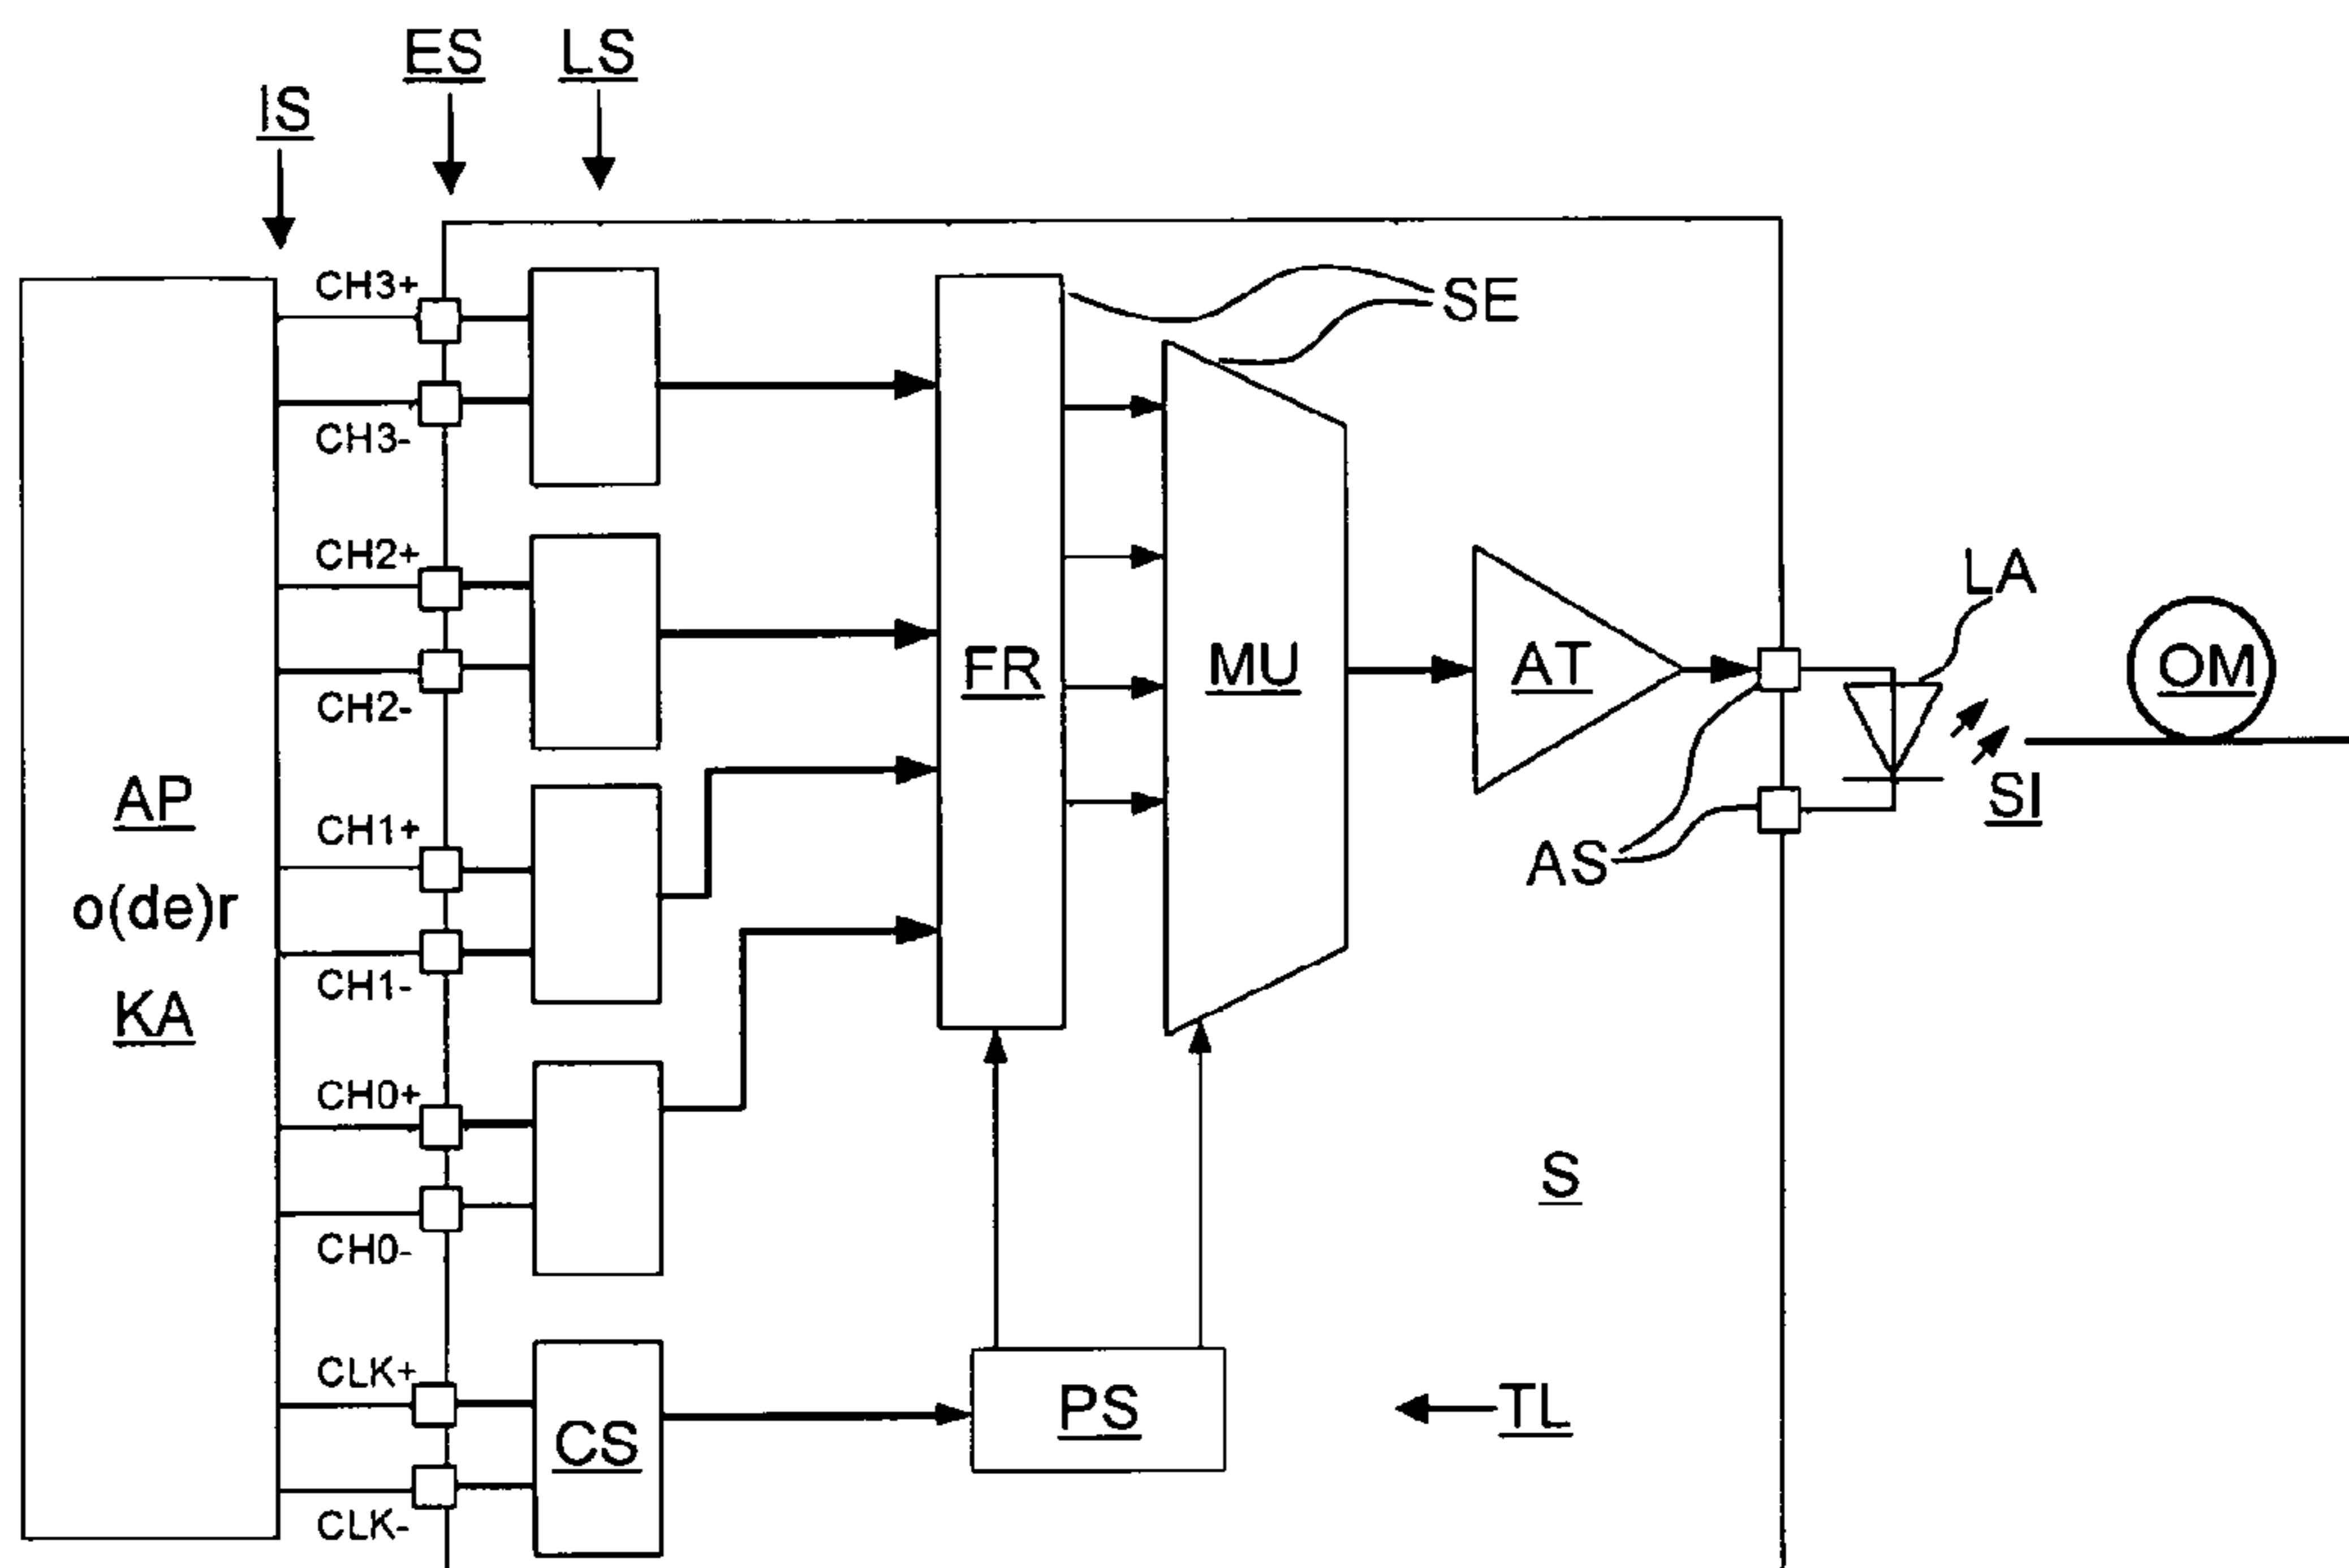 ES
LS
IS
CH3+
SE
CH3-
CH2+
LA
FR
MU
AT
OM
CH2-
AP
SI
CH1+
AS
o(de)r
CH1-
KA
CH0+
S
CH0-
CLK+
PS
TL
CS
CLK-